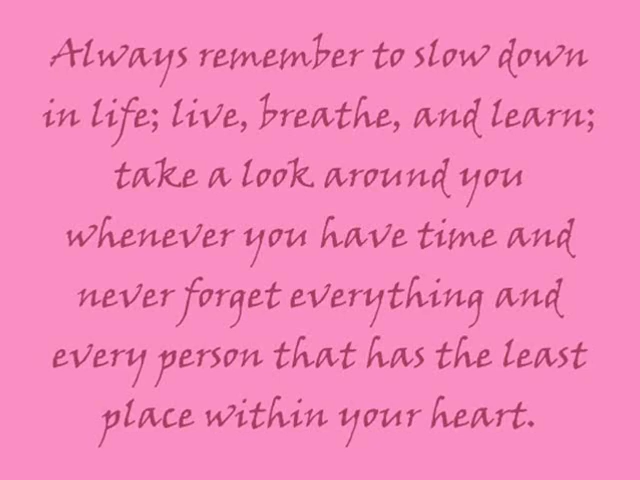 Always remember to slow down
in life; live, breathe, and learn;
take a look around you
whenever you have time and
never forget everything and
every person that has the least
place within your heart.